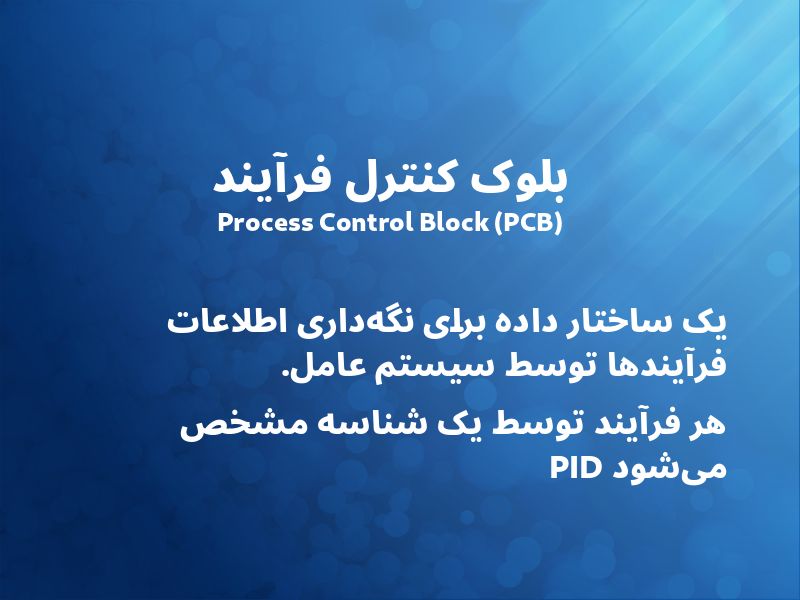 بلوک کنترل فرآیند
Process Control Block (PCB)
یک ساختار داده برای نگه‌داری اطلاعات
فرآیندها توسط سیستم عامل.
هر فرآیند توسط یک شناسه مشخص
می‌شود PID